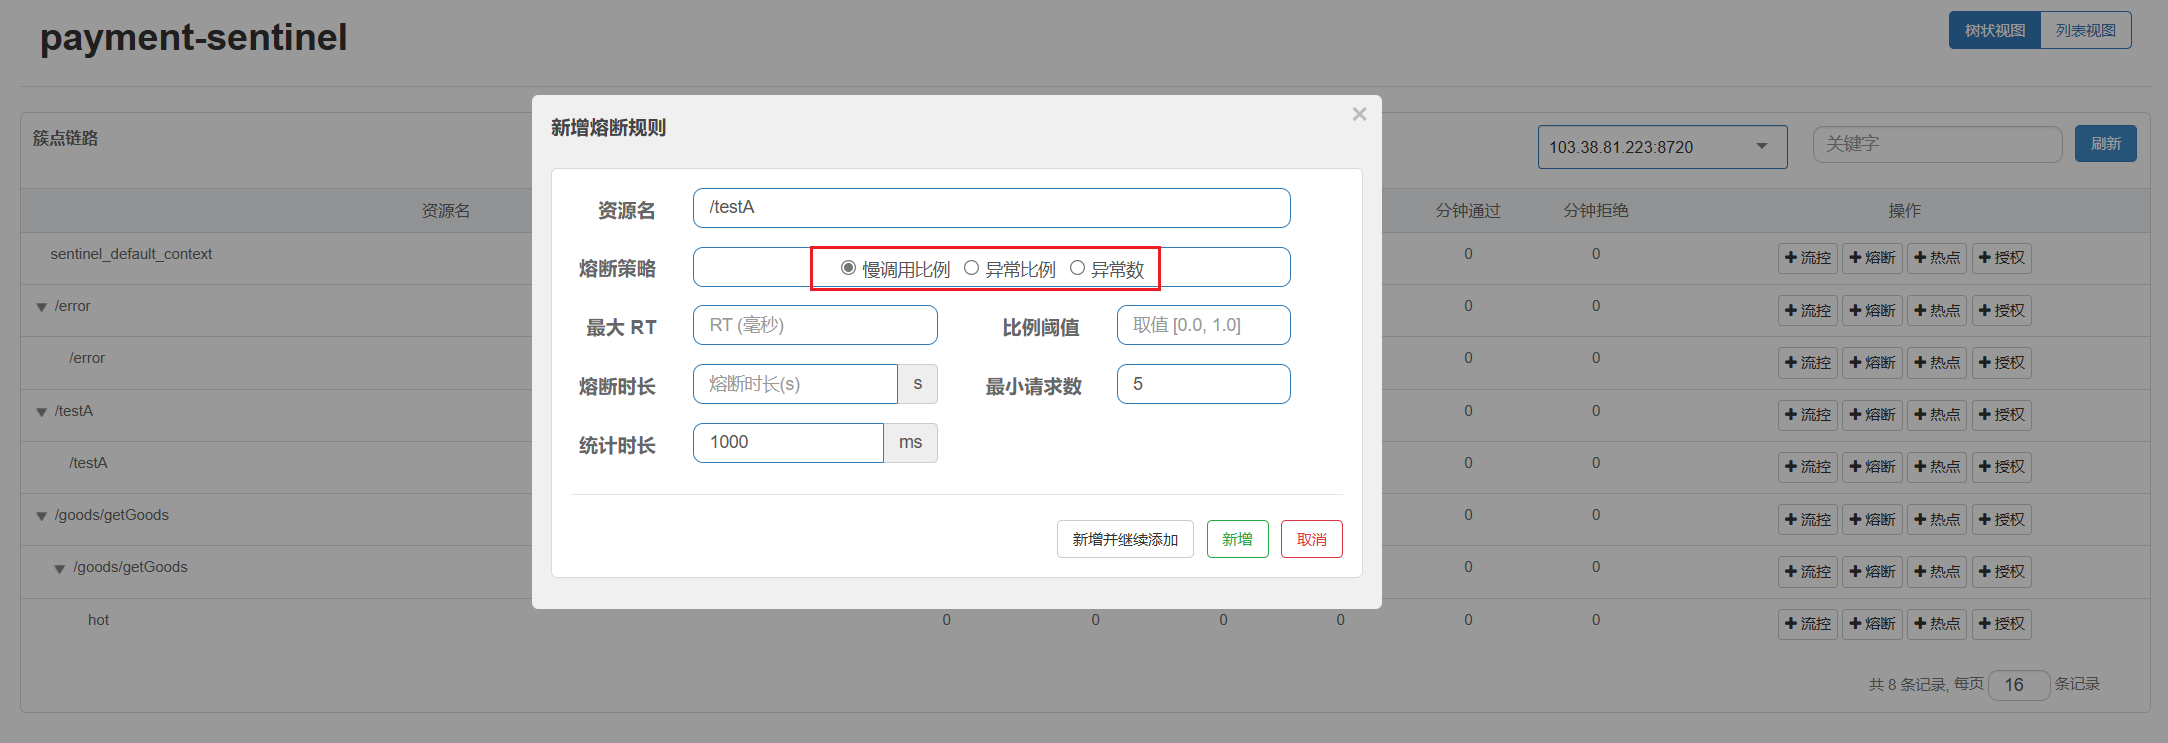 payment-sentinel
树状视图 列表视图
簇点链路
103.38.81.223:8720 关键字 刷新
资源名 分钟通过 分钟拒绝 操作
sentinel_default_context 0 0 流控 熔断 热点 授权
/error 0 0 流控 熔断 热点 授权
/error 0 0 流控 熔断 热点 授权
/testA 0 0 流控 熔断 热点 授权
/testA 0 0 流控 熔断 热点 授权
/goods/getGoods 0 0 流控 熔断 热点 授权
/goods/getGoods 0 0 流控 熔断 热点 授权
hot 0 0 0 0 0 0 流控 熔断 热点 授权
共 8 条记录, 每页 16 条记录
新增熔断规则 ×
资源名 /testA
熔断策略 慢调用比例 异常比例 异常数
最大 RT RT (毫秒) 比例阈值 取值 [0.0, 1.0]
熔断时长 熔断时长(s) s 最小请求数 5
统计时长 1000 ms
新增并继续添加 新增 取消